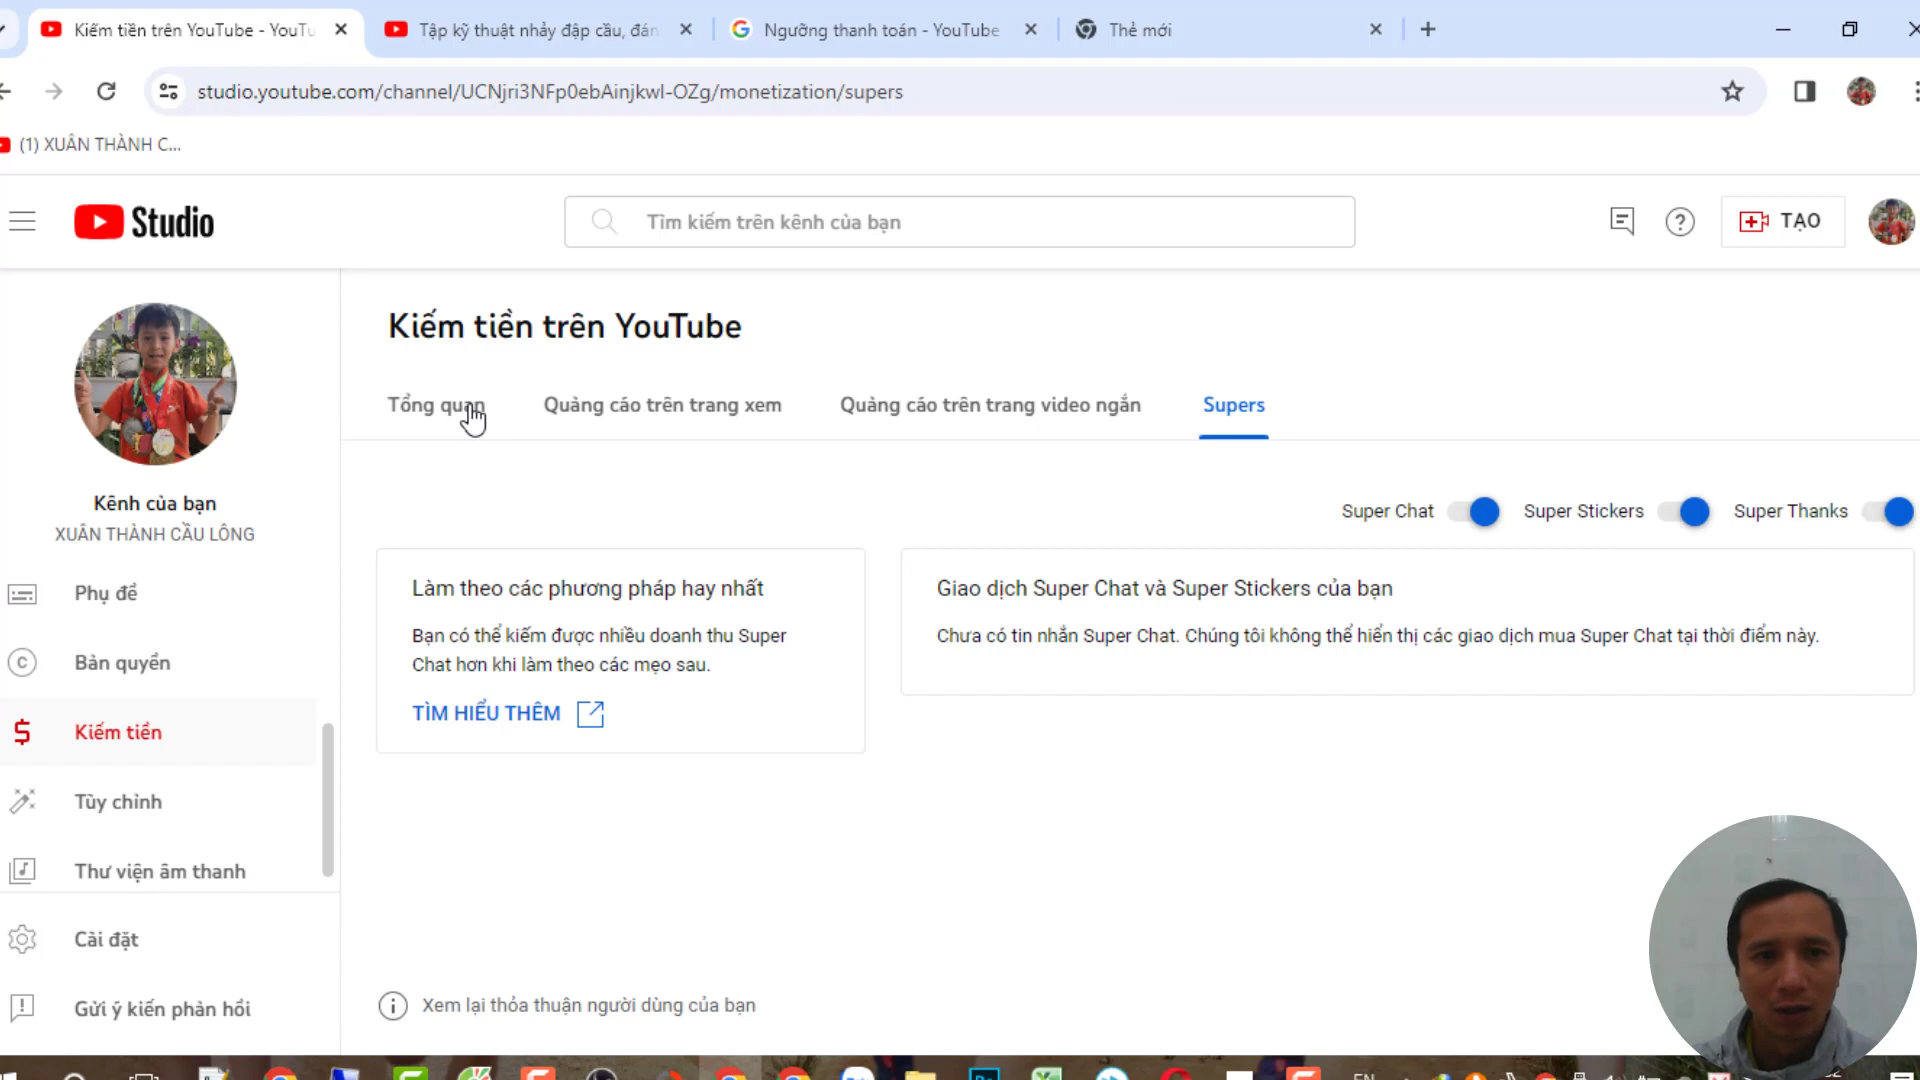 Kiếm tiền trên YouTube - YouTu
Tập kỹ thuật nhảy đập cầu, đán
Ngưỡng thanh toán - YouTube
Thẻ mới
studio.youtube.com/channel/UCNjri3NFp0ebAinjkwI-OZg/monetization/supers
(1) XUÂN THÀNH C...
Studio
Tìm kiếm trên kênh của bạn
TẠO
Kênh của bạn
XUÂN THÀNH CẦU LÔNG
Phụ đề
Bản quyền
Kiếm tiền
Tùy chỉnh
Thư viện âm thanh
Cài đặt
Gửi ý kiến phản hồi
Kiếm tiền trên YouTube
Tổng quan
Quảng cáo trên trang xem
Quảng cáo trên trang video ngắn
Supers
Super Chat
Super Stickers
Super Thanks
Làm theo các phương pháp hay nhất
Bạn có thể kiếm được nhiều doanh thu Super
Chat hơn khi làm theo các mẹo sau.
TÌM HIỂU THÊM
Giao dịch Super Chat và Super Stickers của bạn
Chưa có tin nhắn Super Chat. Chúng tôi không thể hiển thị các giao dịch mua Super Chat tại thời điểm này.
Xem lại thỏa thuận người dùng của bạn